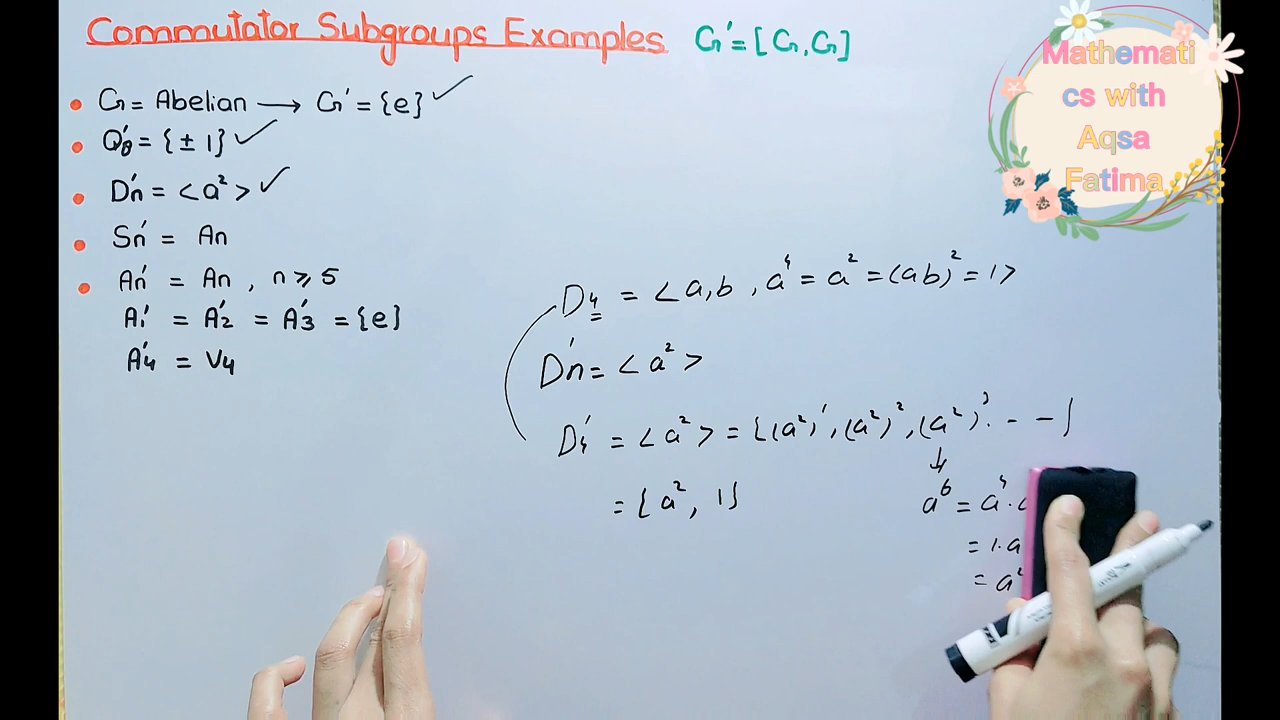 Commutator Subgroups Examples G' = [G, G]
Mathemati
cs with
Aqsa
Fatima
• G = Abelian → G' = {e} ✓
• Q₈' = {± 1} ✓
• Dn' = <a²> ✓
• Sn' = An
• An' = An , n ≥ 5
A₁' = A₂' = A₃' = {e}
A₄' = V₄
D₄ = <a,b , a⁴ = a² = (ab)² = 1>
Dn' = <a²>
D₄' = <a²> = {(a²)¹, (a²)², (a²)³ . - - }
↓
= {a², 1}
a⁶ = a⁴.
= 1.a
= a²